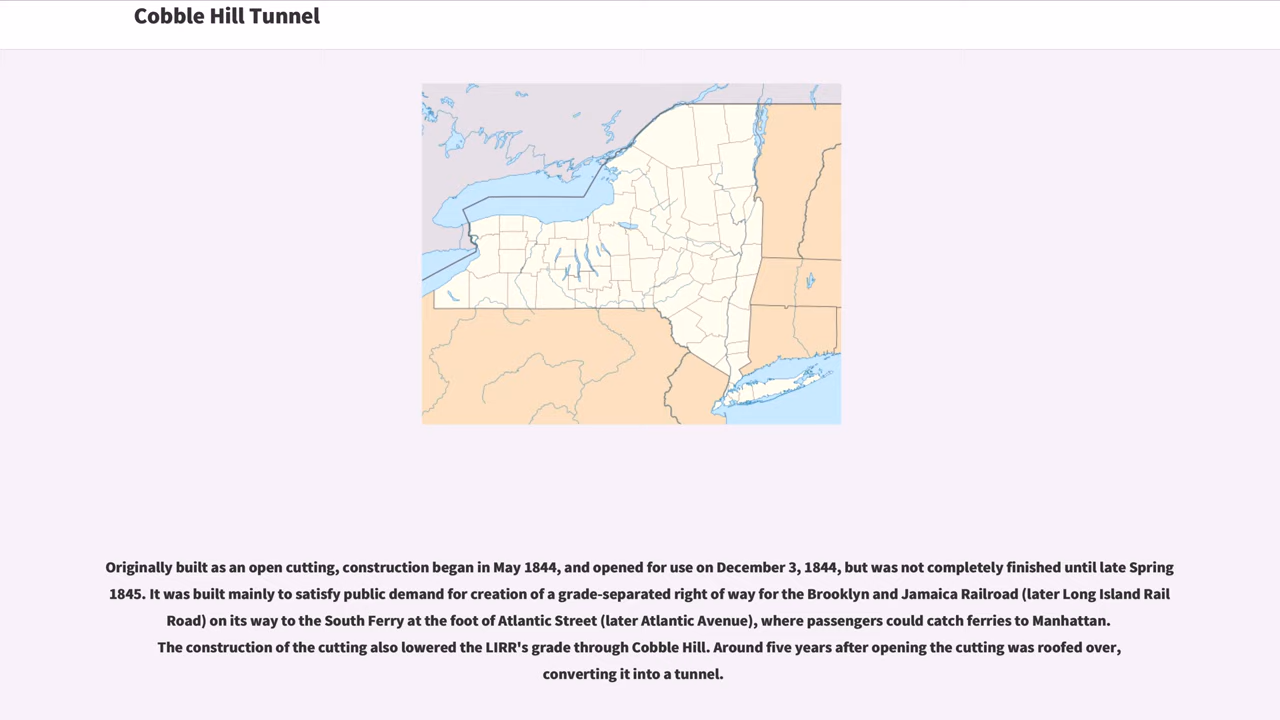 Cobble Hill Tunnel
Originally built as an open cutting, construction began in May 1844, and opened for use on December 3, 1844, but was not completely finished until late Spring
1845. It was built mainly to satisfy public demand for creation of a grade-separated right of way for the Brooklyn and Jamaica Railroad (later Long Island Rail
Road) on its way to the South Ferry at the foot of Atlantic Street (later Atlantic Avenue), where passengers could catch ferries to Manhattan.
The construction of the cutting also lowered the LIRR's grade through Cobble Hill. Around five years after opening the cutting was roofed over,
converting it into a tunnel.